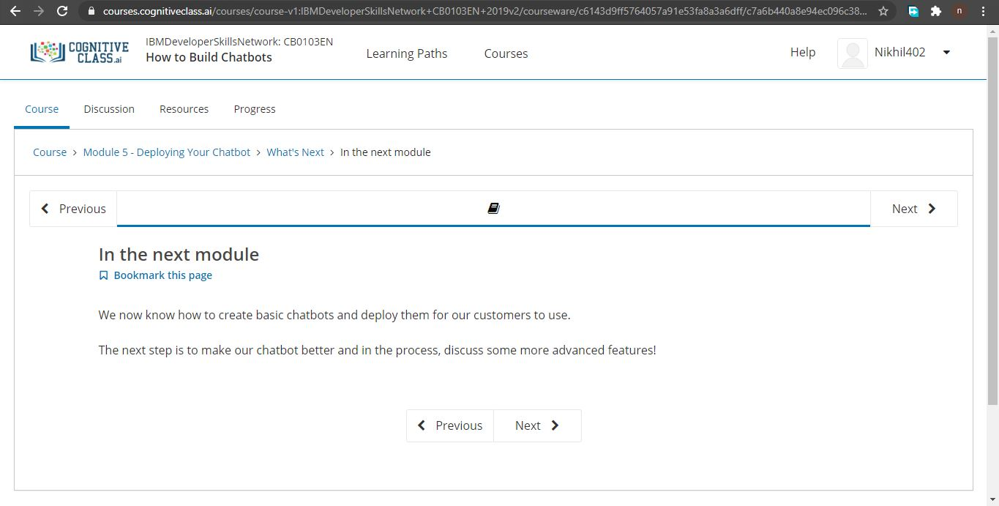 courses.cognitiveclass.ai/courses/course-v1:IBMDeveloperSkillsNetwork+CB0103EN+2019v2/courseware/c6143d9ff5764057a91e53fa8a3a6dff/c7a6b440a8e94ec096c38... n
COGNITIVE CLASS.ai
IBMDeveloperSkillsNetwork: CB0103EN
How to Build Chatbots
Learning Paths Courses Help Nikhil402
Course Discussion Resources Progress
Course > Module 5 - Deploying Your Chatbot > What's Next > In the next module
Previous Next
In the next module
Bookmark this page
We now know how to create basic chatbots and deploy them for our customers to use.
The next step is to make our chatbot better and in the process, discuss some more advanced features!
Previous Next